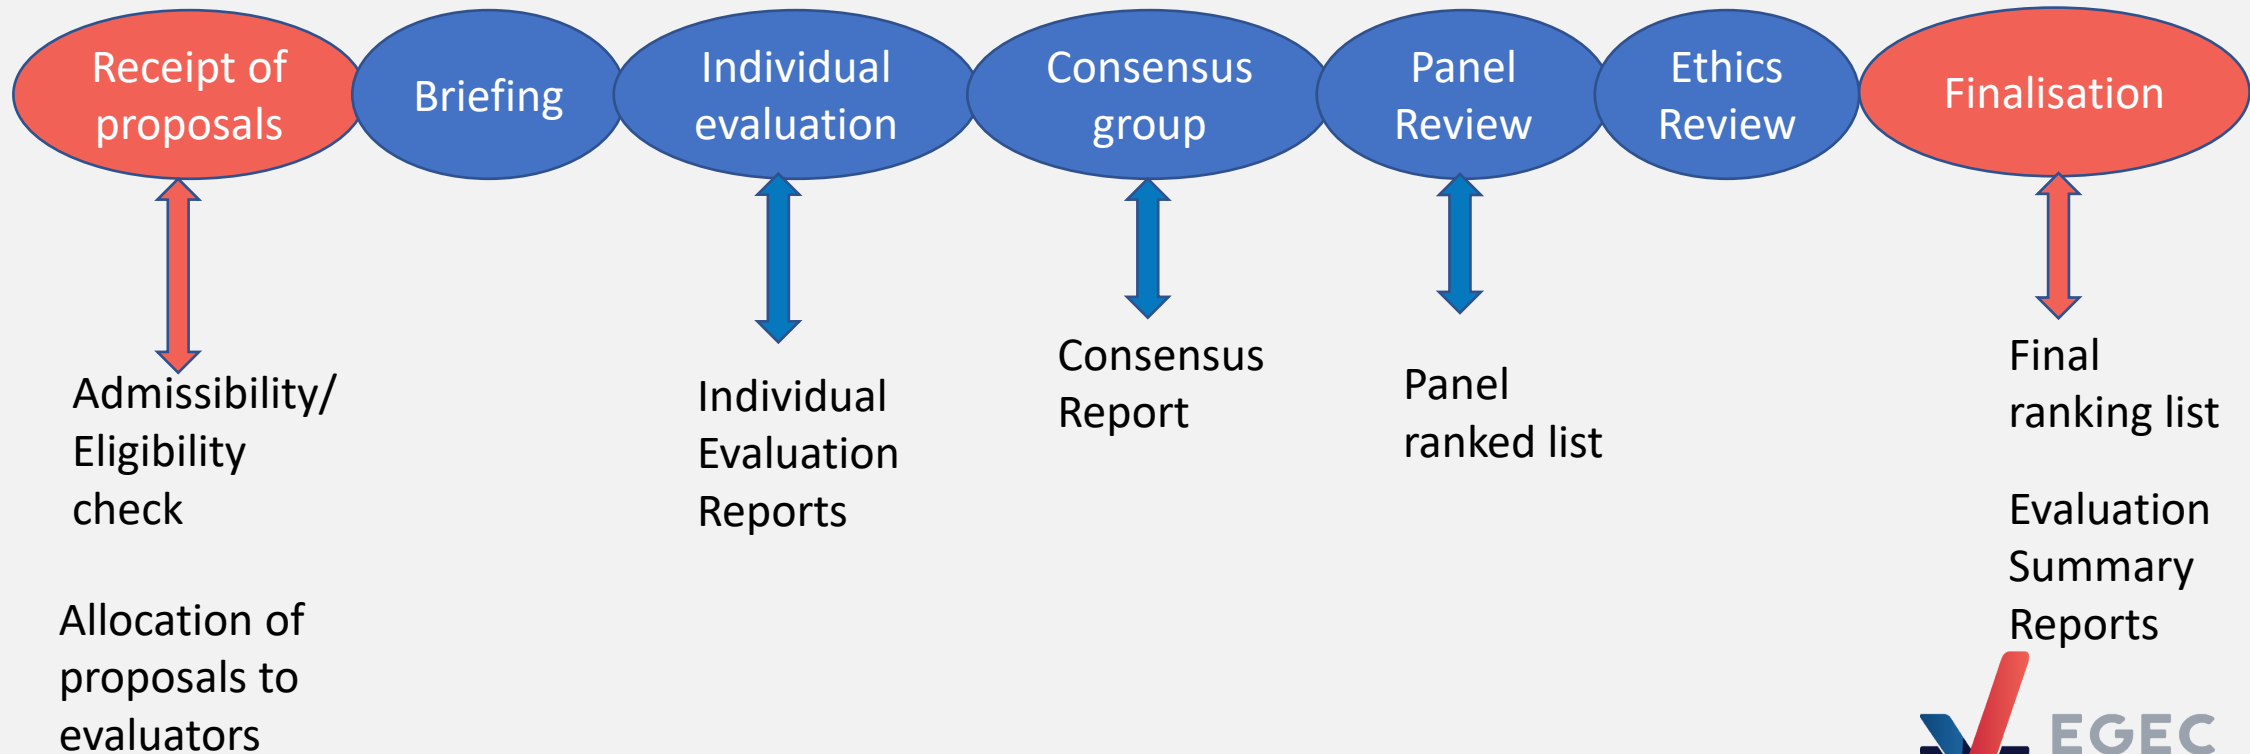 Receipt of
proposals
Briefing
Individual
evaluation
Consensus
group
Panel
Review
Ethics
Review
Finalisation
Admissibility/
Eligibility
check
Allocation of
proposals to
evaluators
Individual
Evaluation
Reports
Consensus
Report
Panel
ranked list
Final
ranking list
Evaluation
Summary
Reports
EGEC